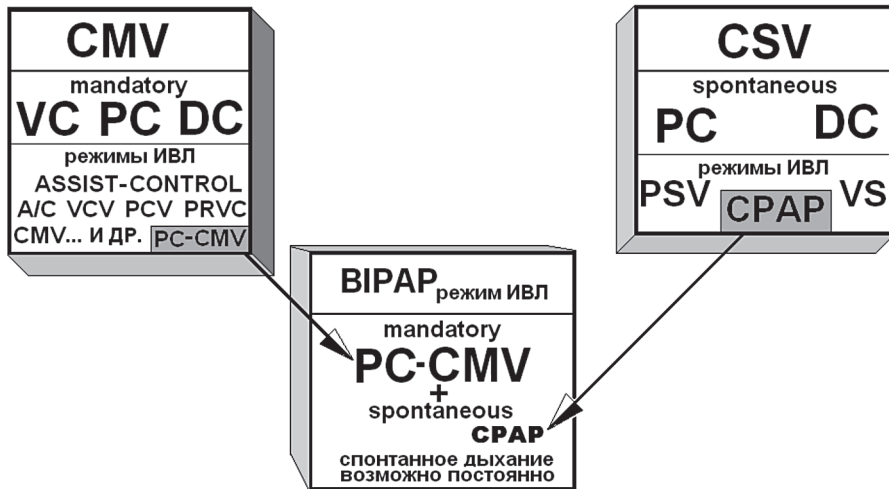 CMV
mandatory
VC PC DC
режимы ИВЛ
ASSIST-CONTROL
A/C VCV PCV PRVC
CMV... И ДР. PC-CMV
CSV
spontaneous
PC DC
режимы ИВЛ
PSV CPAP VS
BIPAP режим ИВЛ
mandatory
PC-CMV
+
spontaneous
CPAP
спонтанное дыхание
возможно постоянно